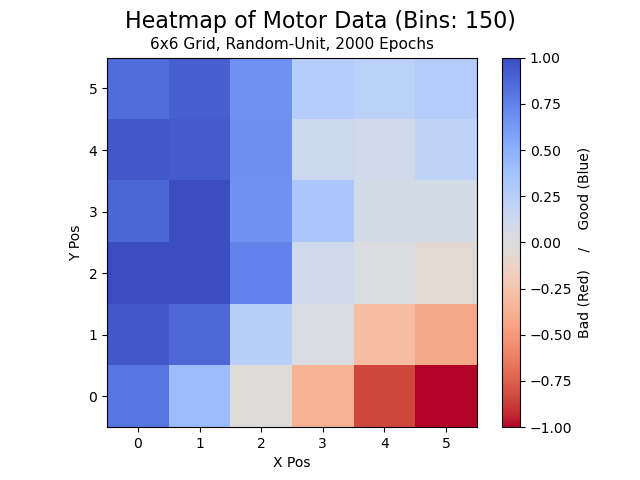 Heatmap of Motor Data (Bins: 150)
6x6 Grid, Random-Unit, 2000 Epochs
5
4
3
2
1
0
Y Pos
0 1 2 3 4 5
X Pos
1.00
0.75
0.50
0.25
0.00
−0.25
−0.50
−0.75
−1.00
Bad (Red) / Good (Blue)